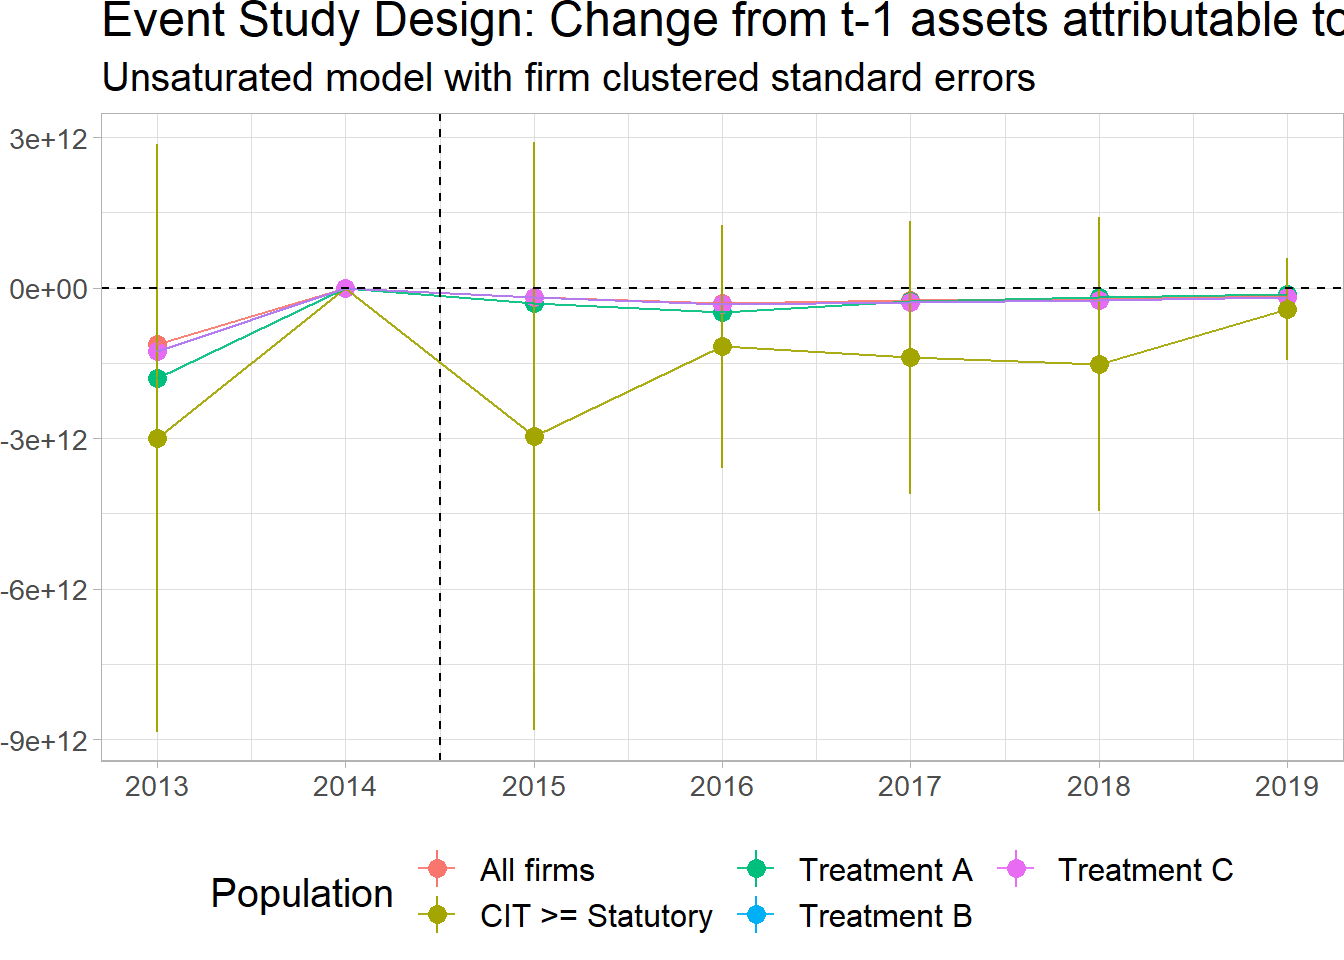 Event Study Design: Change from t-1 assets attributable to
Unsaturated model with firm clustered standard errors
3e+12
0e+00
-3e+12
-6e+12
-9e+12
2013 2014 2015 2016 2017 2018 2019
Population
All firms Treatment A Treatment C
CIT >= Statutory Treatment B